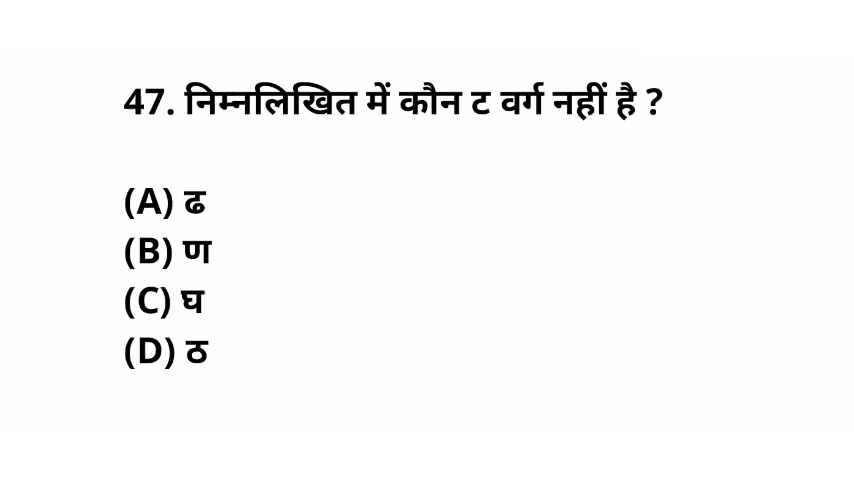 47. निम्नलिखित में कौन ट वर्ग नहीं है ?
(A) ढ
(B) ण
(C) घ
(D) ठ